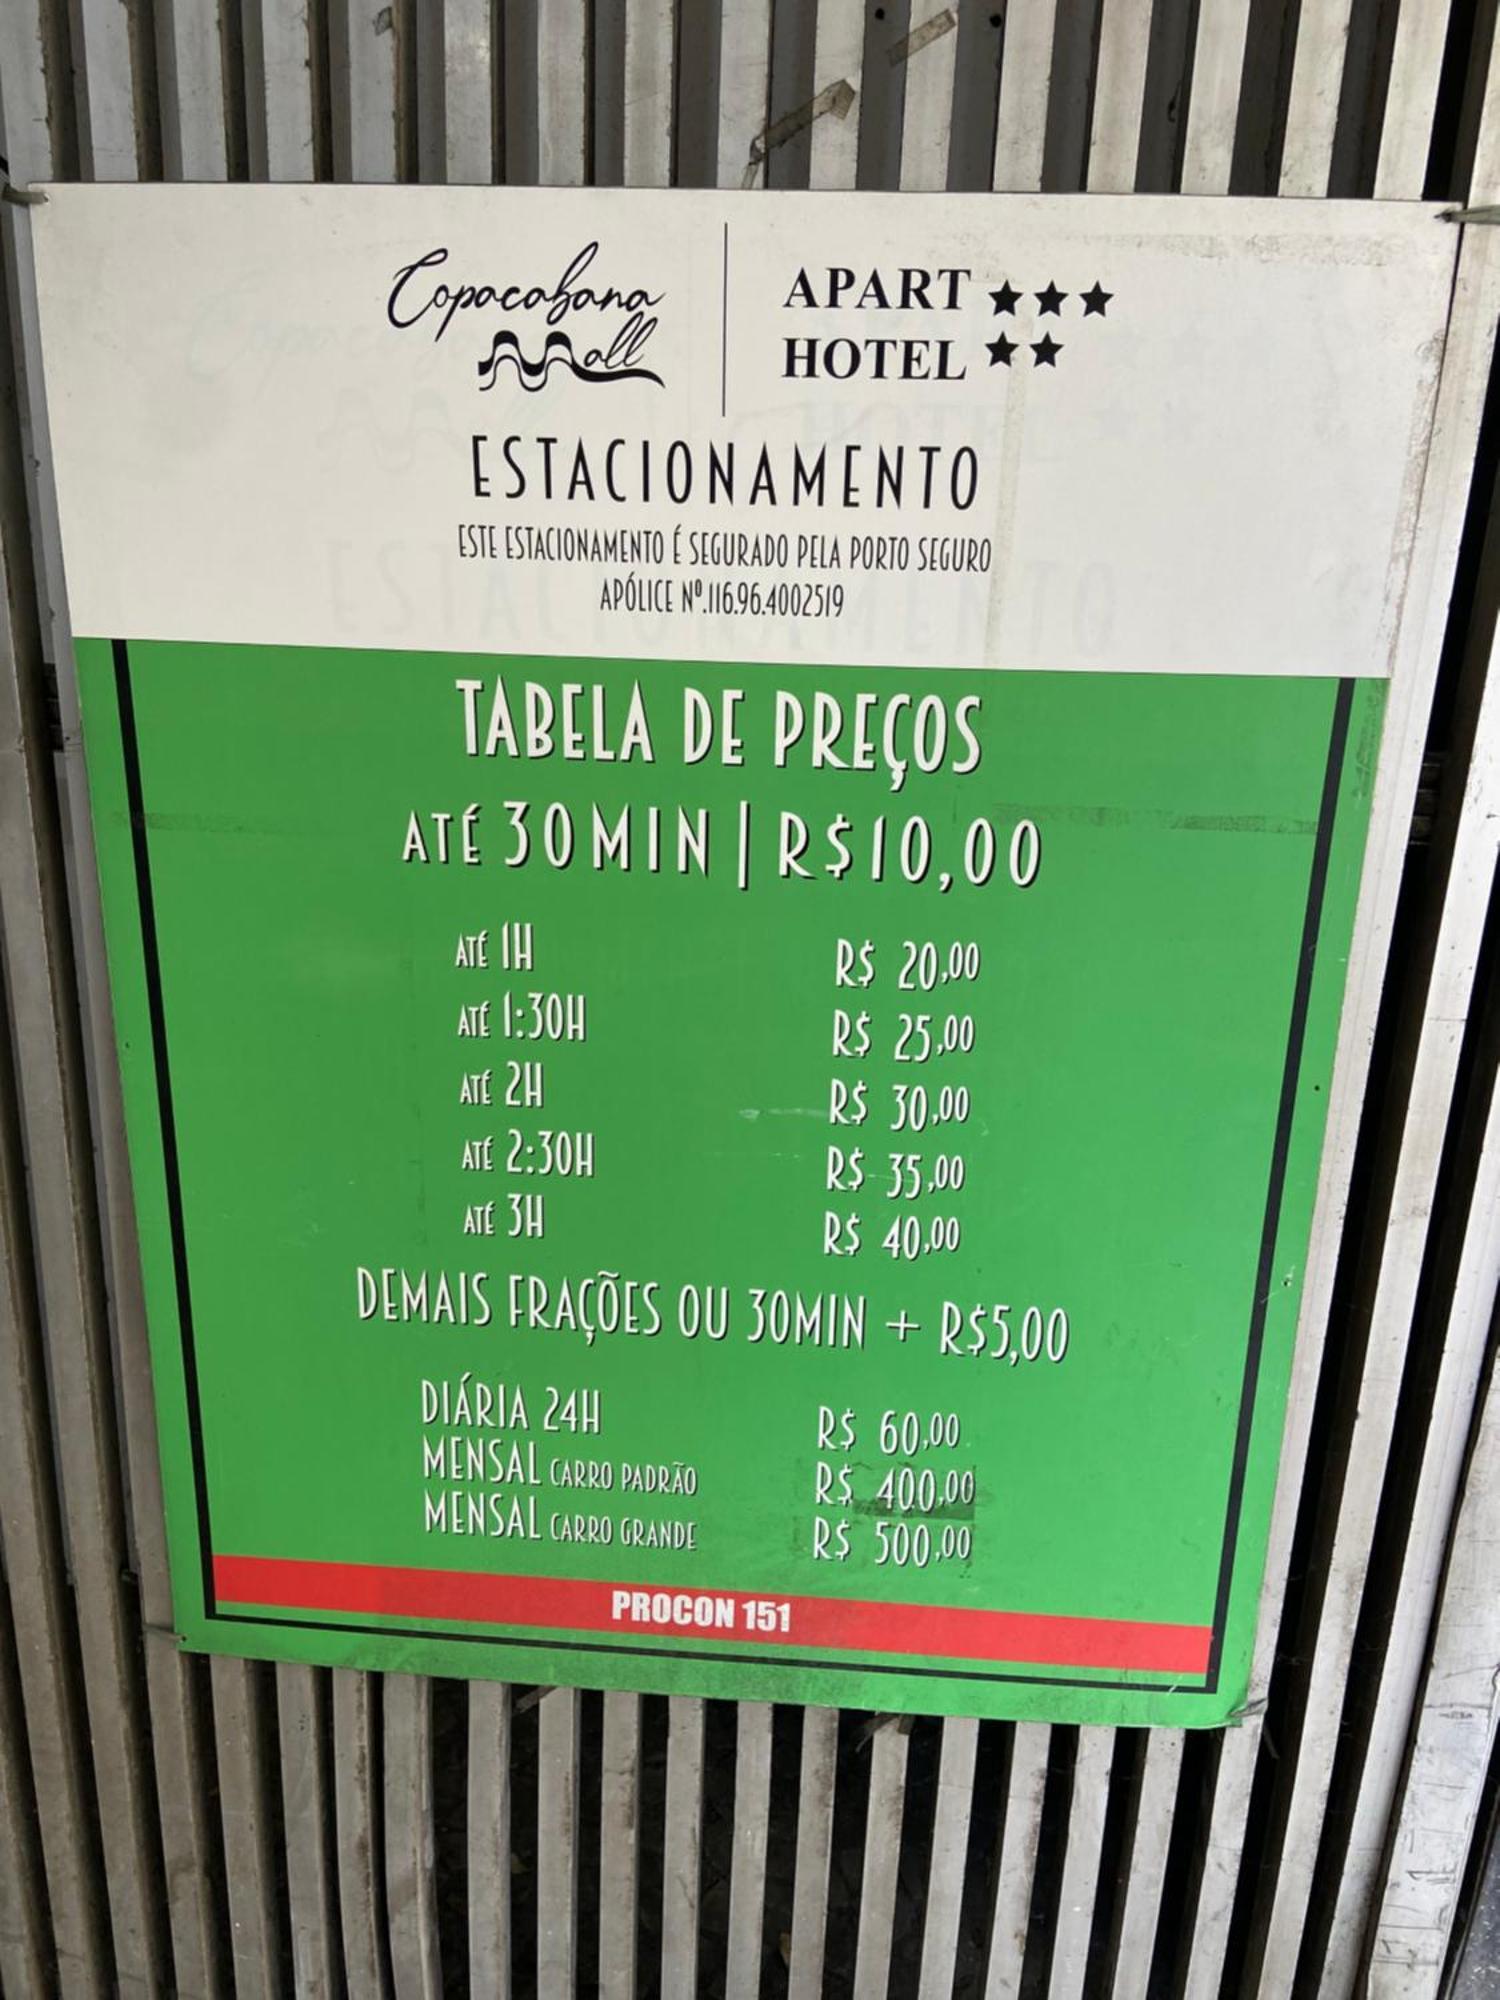 Copacabana
Mall
APART ★★★
HOTEL ★★
ESTACIONAMENTO
ESTE ESTACIONAMENTO É SEGURADO PELA PORTO SEGURO
APÓLICE Nº.116.96.4002519
TABELA DE PREÇOS
ATÉ 30MIN | R$10,00
ATÉ 1H R$ 20,00
ATÉ 1:30H R$ 25,00
ATÉ 2H R$ 30,00
ATÉ 2:30H R$ 35,00
ATÉ 3H R$ 40,00
DEMAIS FRAÇÕES OU 30MIN + R$5,00
DIÁRIA 24H R$ 60,00
MENSAL CARRO PADRÃO R$ 400,00
MENSAL CARRO GRANDE R$ 500,00
PROCON 151